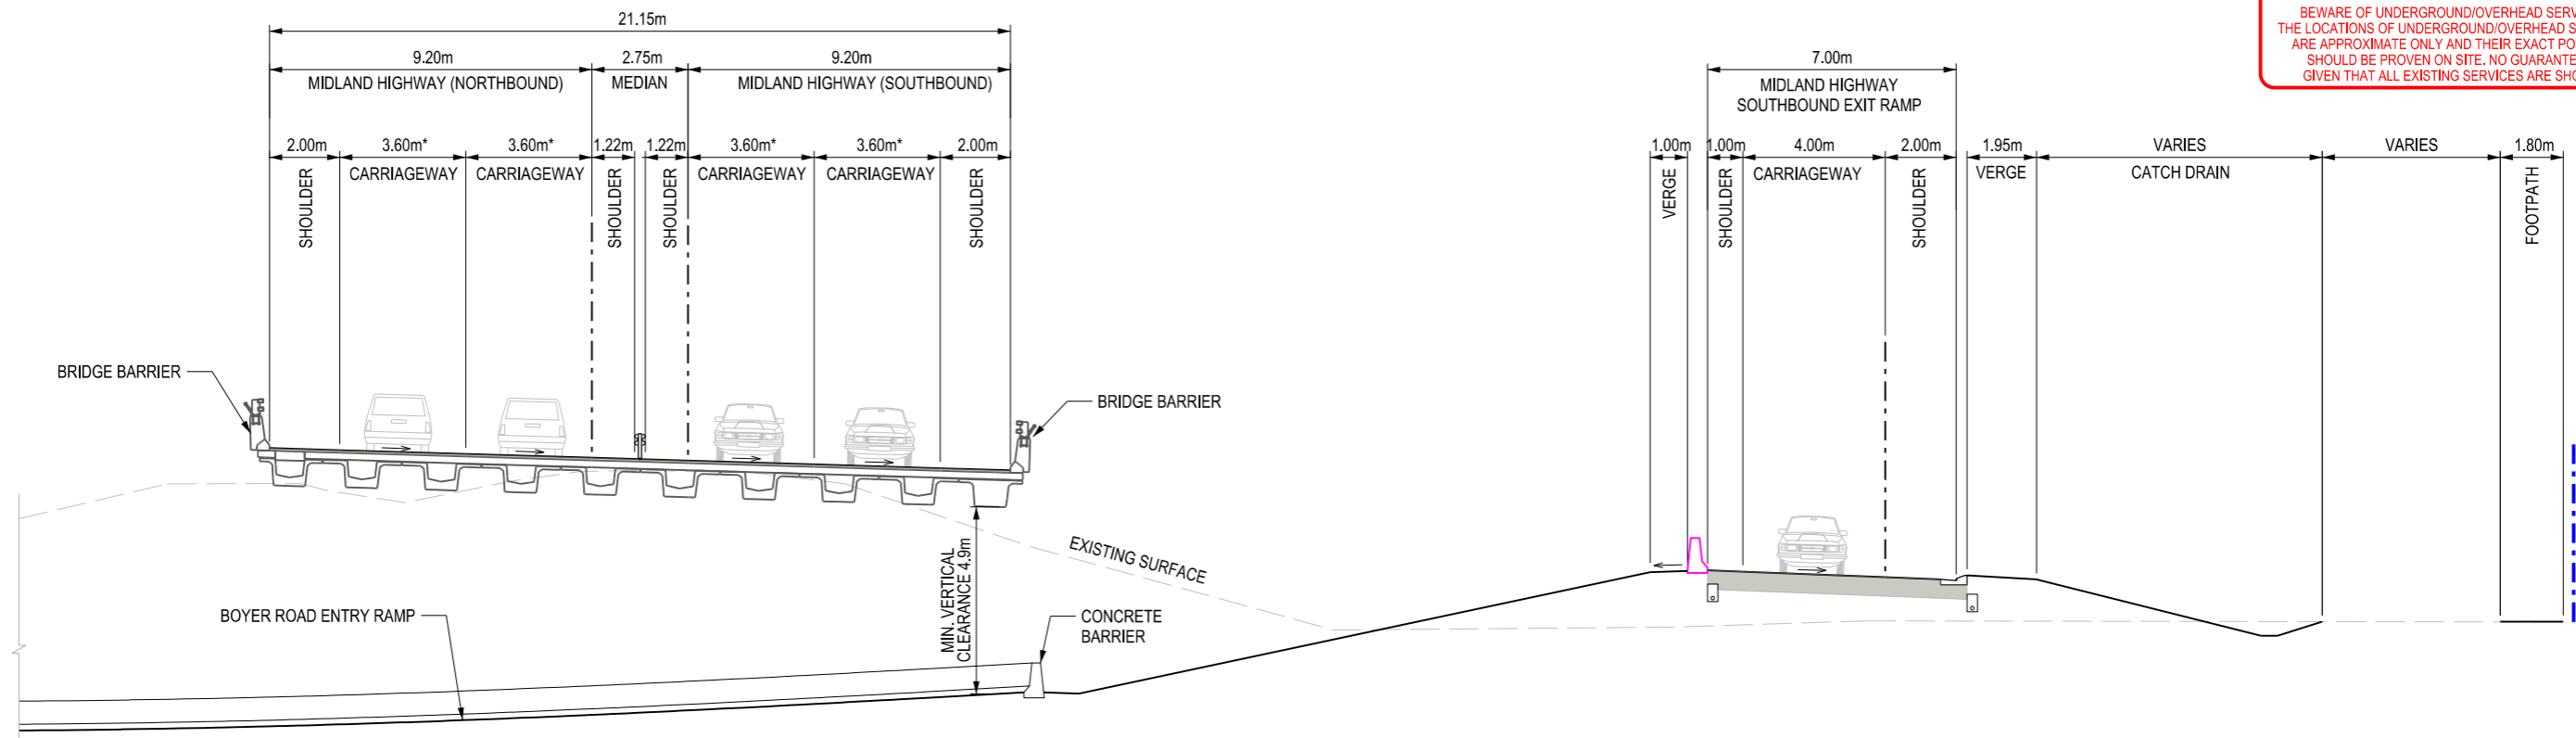 BEWARE OF UNDERGROUND/OVERHEAD SERV
THE LOCATIONS OF UNDERGROUND/OVERHEAD S
ARE APPROXIMATE ONLY AND THEIR EXACT PO
SHOULD BE PROVEN ON SITE. NO GUARANTE
GIVEN THAT ALL EXISTING SERVICES ARE SHO
21.15m
9.20m
MIDLAND HIGHWAY (NORTHBOUND)
2.75m
MEDIAN
9.20m
MIDLAND HIGHWAY (SOUTHBOUND)
7.00m
MIDLAND HIGHWAY
SOUTHBOUND EXIT RAMP
2.00m
SHOULDER
3.60m*
CARRIAGEWAY
3.60m*
CARRIAGEWAY
1.22m
SHOULDER
1.22m
SHOULDER
3.60m*
CARRIAGEWAY
3.60m*
CARRIAGEWAY
2.00m
SHOULDER
1.00m
VERGE
1.00m
SHOULDER
4.00m
CARRIAGEWAY
2.00m
SHOULDER
1.95m
VERGE
VARIES
CATCH DRAIN
VARIES
1.80m
FOOTPATH
BRIDGE BARRIER
BRIDGE BARRIER
EXISTING SURFACE
MIN. VERTICAL
CLEARANCE 4.9m
BOYER ROAD ENTRY RAMP
CONCRETE
BARRIER